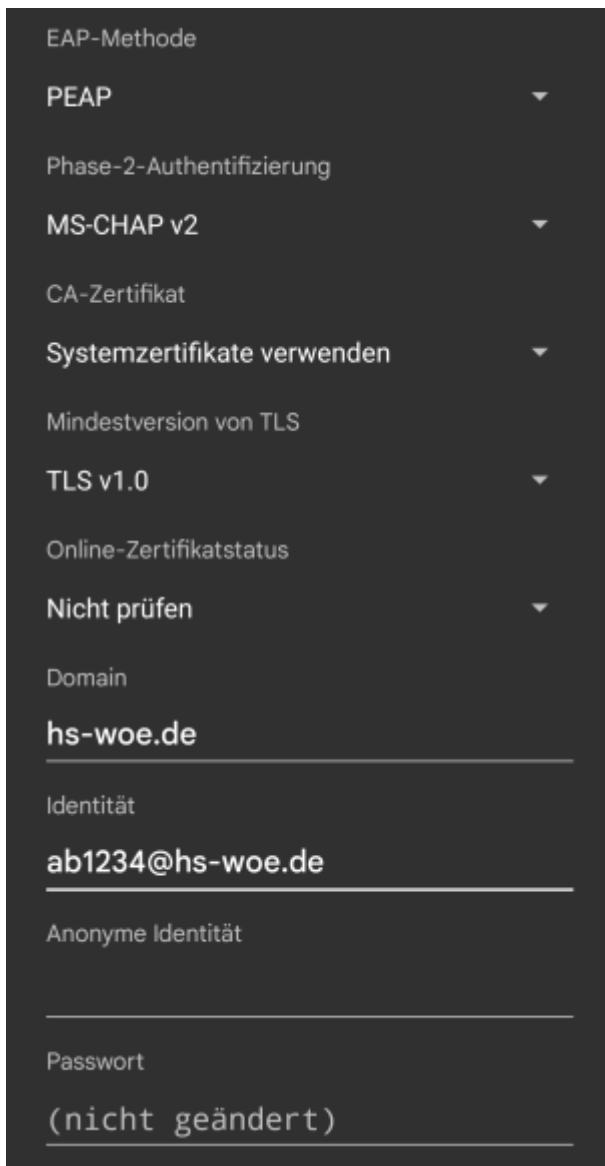 EAP-Methode
PEAP
Phase-2-Authentifizierung
MS-CHAP v2
CA-Zertifikat
Systemzertifikate verwenden
Mindestversion von TLS
TLS v1.0
Online-Zertifikatstatus
Nicht prüfen
Domain
hs-woe.de
Identität
ab1234@hs-woe.de
Anonyme Identität
Passwort
(nicht geändert)